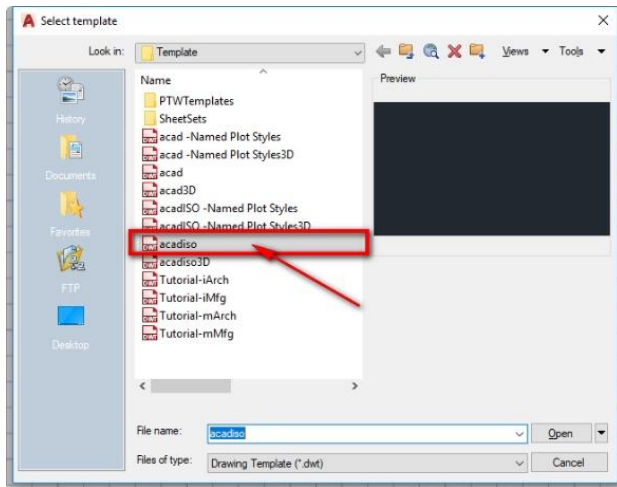 Select template
Look in: Template Views Tools
History
Documents
Favorites
FTP
Desktop
Name
PTWTemplates
SheetSets
acad -Named Plot Styles
acad -Named Plot Styles3D
acad
acad3D
acadISO -Named Plot Styles
acadISO -Named Plot Styles3D
acadiso
acadiso3D
Tutorial-iArch
Tutorial-iMfg
Tutorial-mArch
Tutorial-mMfg
Preview
File name: acadiso Open
Files of type: Drawing Template (*.dwt) Cancel